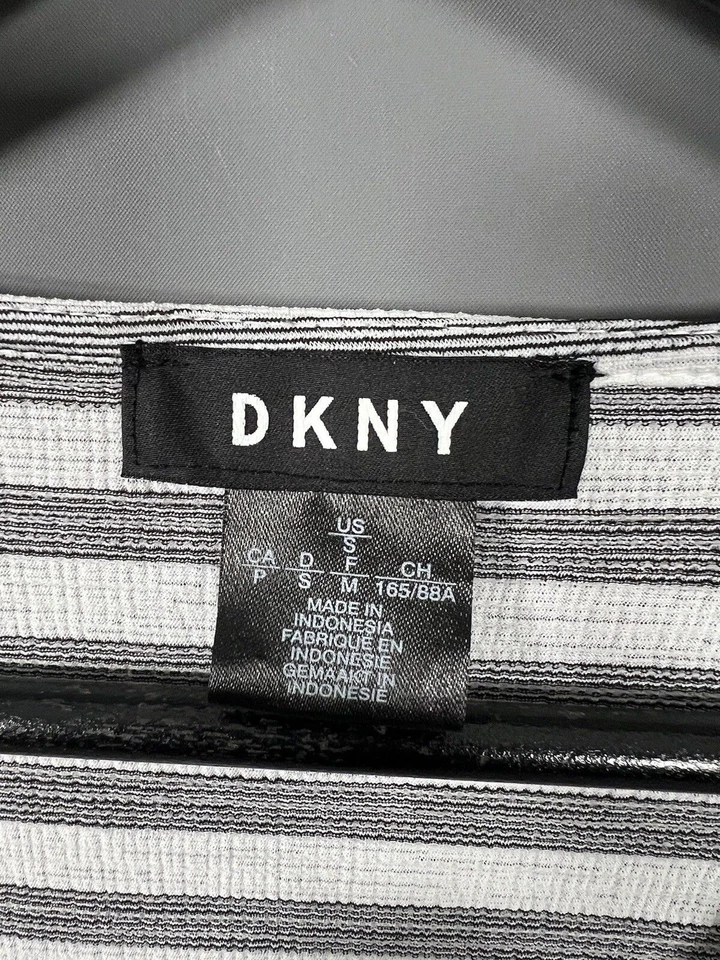 DKNY
US
S
CA D F CH
P S M 165/88A
MADE IN
INDONESIA
FABRIQUE EN
INDONESIE
GEMAAKT IN
INDONESIE